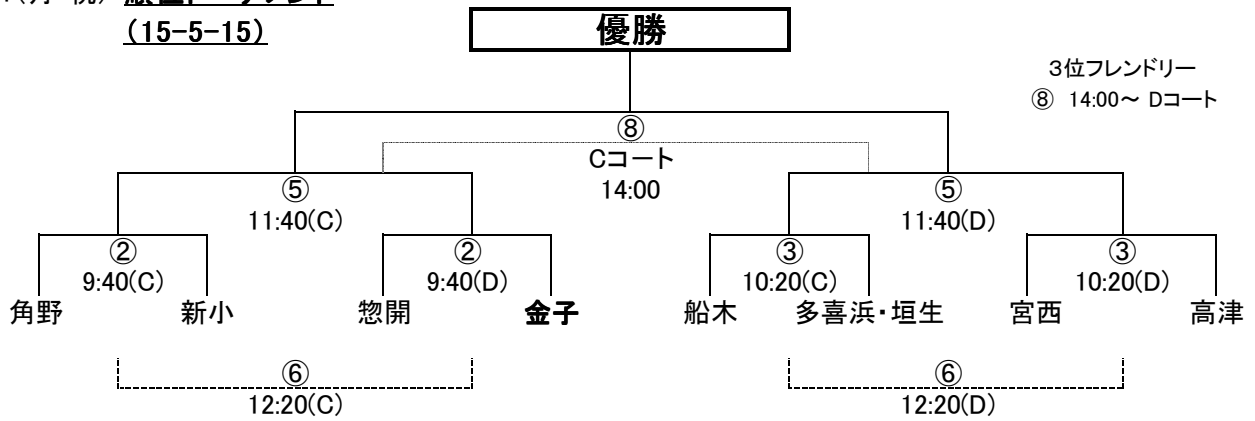 (15-5-15)
優勝
3位フレンドリー
⑧ 14:00～ Dコート
⑧
Cコート
14:00
⑤ ⑤
11:40(C) 11:40(D)
② ② ③ ③
9:40(C) 9:40(D) 10:20(C) 10:20(D)
角野 新小 惣開 金子 船木 多喜浜・垣生 宮西 高津
⑥ ⑥
12:20(C) 12:20(D)